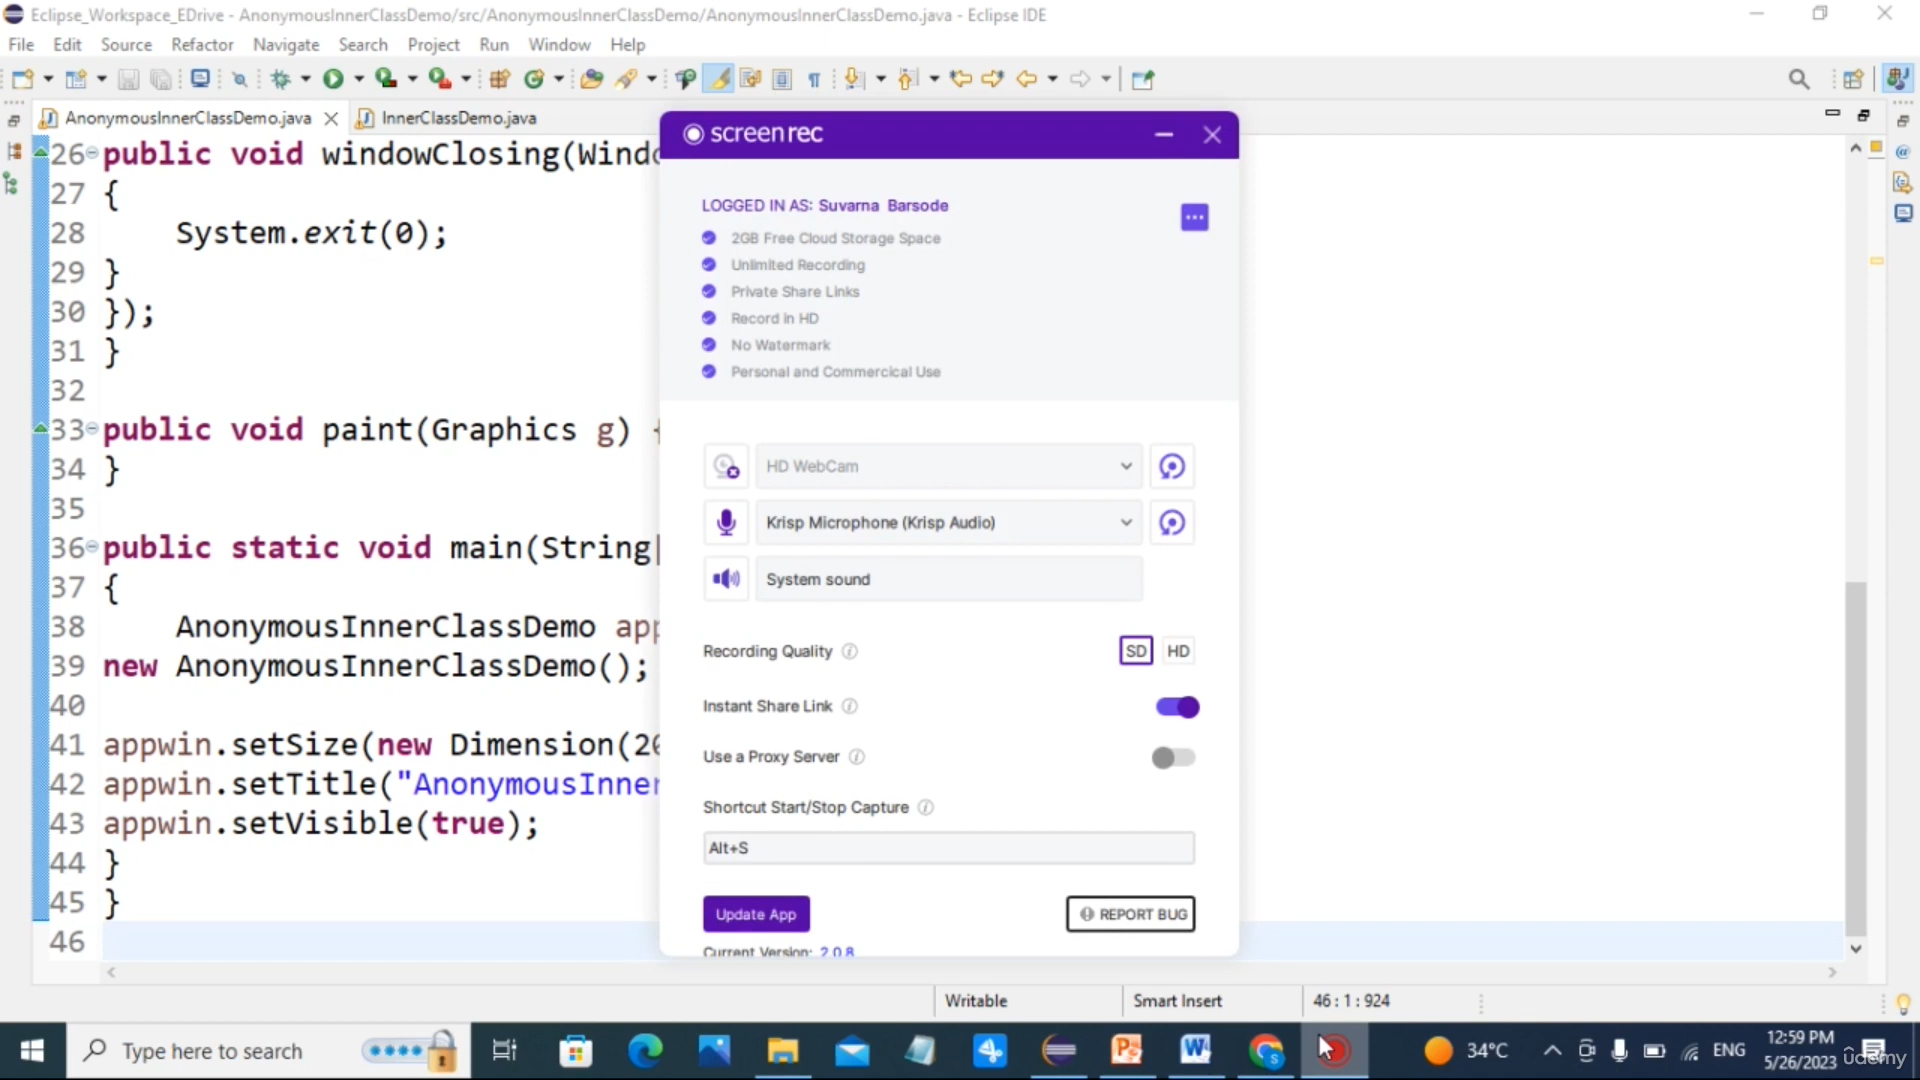 Eclipse_Workspace_EDrive - AnonymousInnerClassDemo/src/AnonymousInnerClassDemo/AnonymousInnerClassDemo.java - Eclipse IDE
File Edit Source Refactor Navigate Search Project Run Window Help
AnonymousInnerClassDemo.java InnerClassDemo.java
26 public void windowClosing(Windo
27 {
28 System.exit(0);
29 }
30 });
31 }
32
33 public void paint(Graphics g) {
34 }
35
36 public static void main(String[
37 {
38 AnonymousInnerClassDemo app
39 new AnonymousInnerClassDemo();
40
41 appwin.setSize(new Dimension(20
42 appwin.setTitle("AnonymousInner
43 appwin.setVisible(true);
44 }
45 }
46
screenrec
LOGGED IN AS: Suvarna Barsode
2GB Free Cloud Storage Space
Unlimited Recording
Private Share Links
Record in HD
No Watermark
Personal and Commercical Use
HD WebCam
Krisp Microphone (Krisp Audio)
System sound
Recording Quality SD HD
Instant Share Link
Use a Proxy Server
Shortcut Start/Stop Capture
Alt+S
Update App REPORT BUG
Current Version: 2.0.8
Writable Smart Insert 46 : 1 : 924
Type here to search
34°C ENG 12:59 PM
5/26/2023
udemy